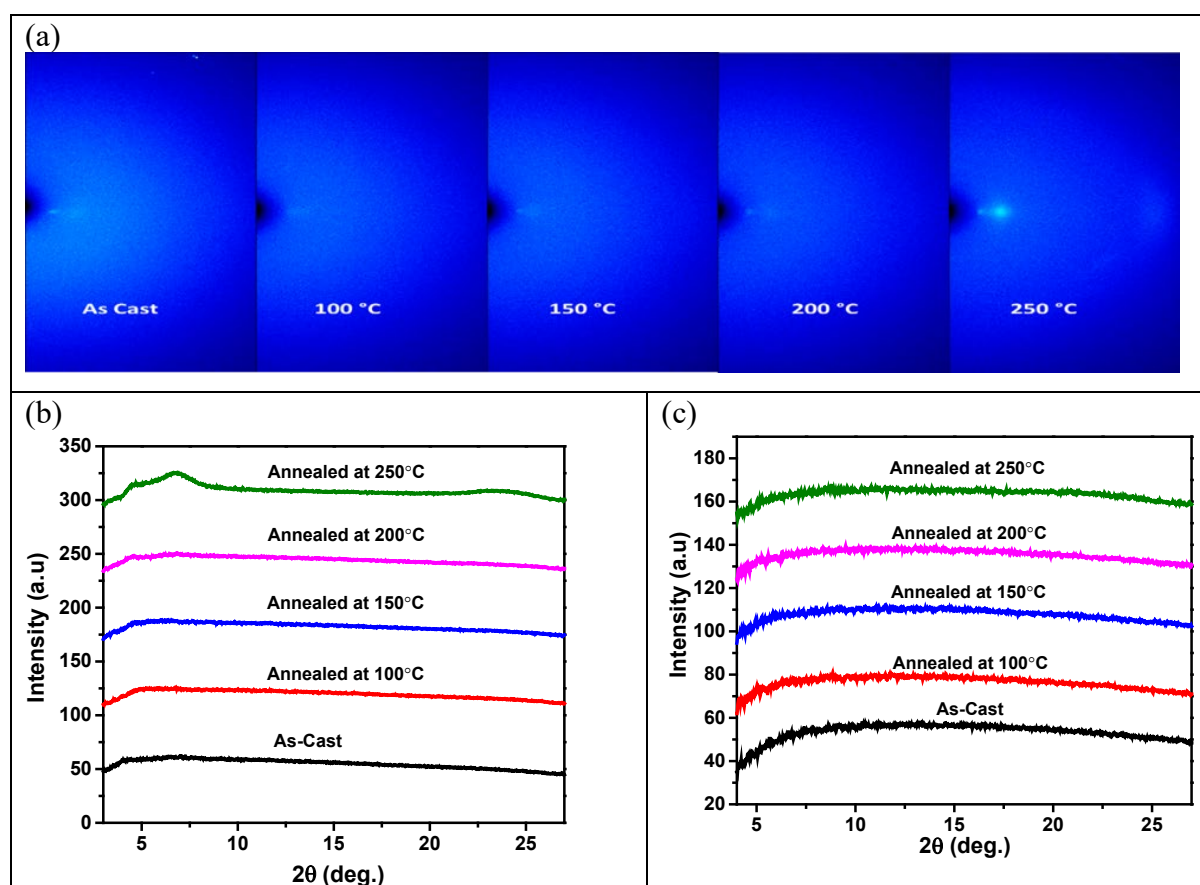 (a)
As Cast
100 °C
150 °C
200 °C
250 °C
(b)
350
300
250
200
150
100
50
0
Intensity (a.u)
Annealed at 250°C
Annealed at 200°C
Annealed at 150°C
Annealed at 100°C
As-Cast
5
10
15
20
25
2θ (deg.)
(c)
180
160
140
120
100
80
60
40
20
Intensity (a.u)
Annealed at 250°C
Annealed at 200°C
Annealed at 150°C
Annealed at 100°C
As-Cast
5
10
15
20
25
2θ (deg.)